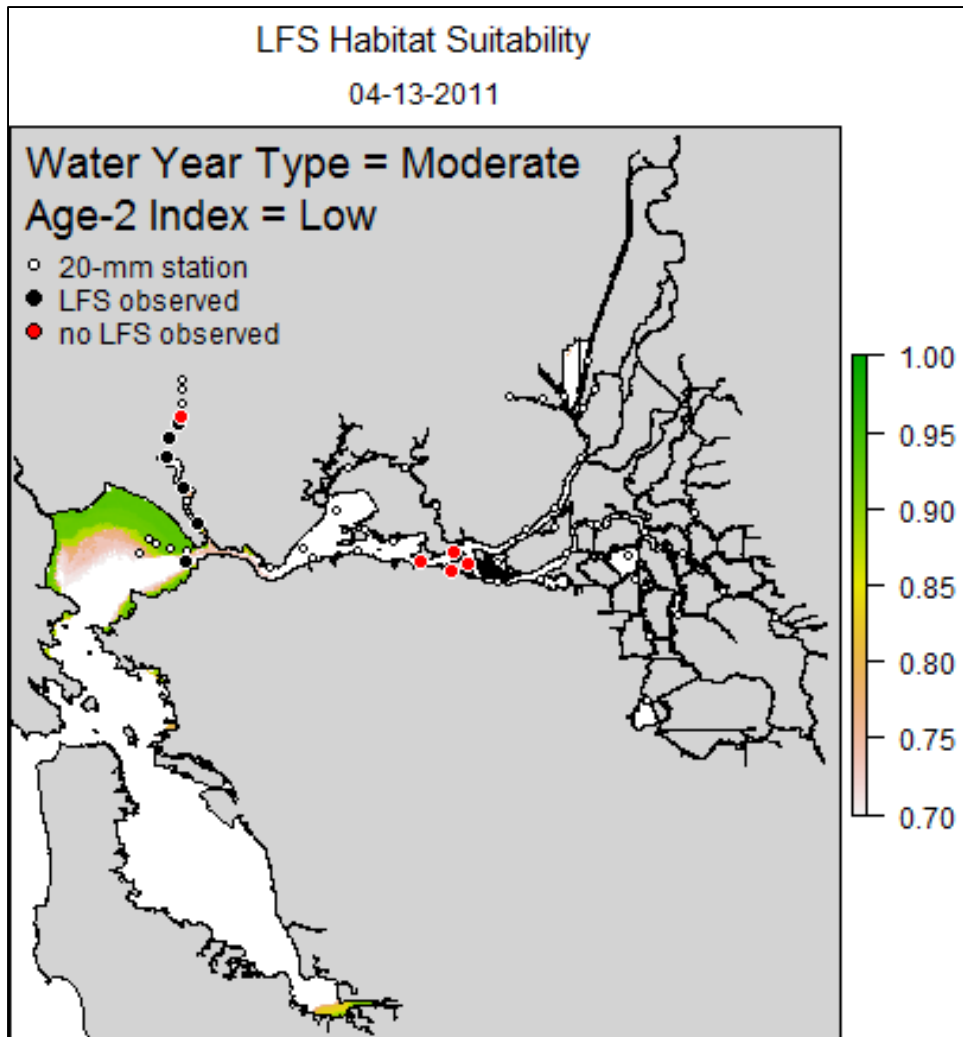 LFS Habitat Suitability
04-13-2011
Water Year Type = Moderate
Age-2 Index = Low
20-mm station
LFS observed
no LFS observed
1.00
0.95
0.90
0.85
0.80
0.75
0.70